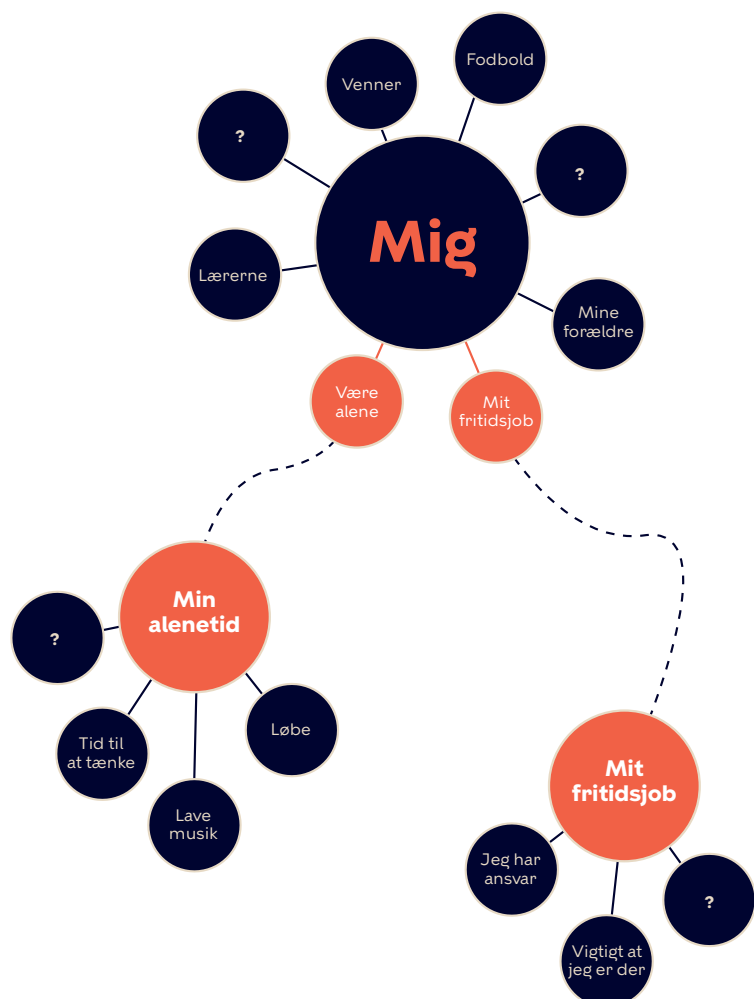 Fodbold
Venner
?
?
Mig
Lærerne
Mine
forældre
Være
alene
Mit
fritidsjob
Min
alenetid
?
Løbe
Tid til
at tænke
Lave
musik
Mit
fritidsjob
Jeg har
ansvar
?
Vigtigt at
jeg er der